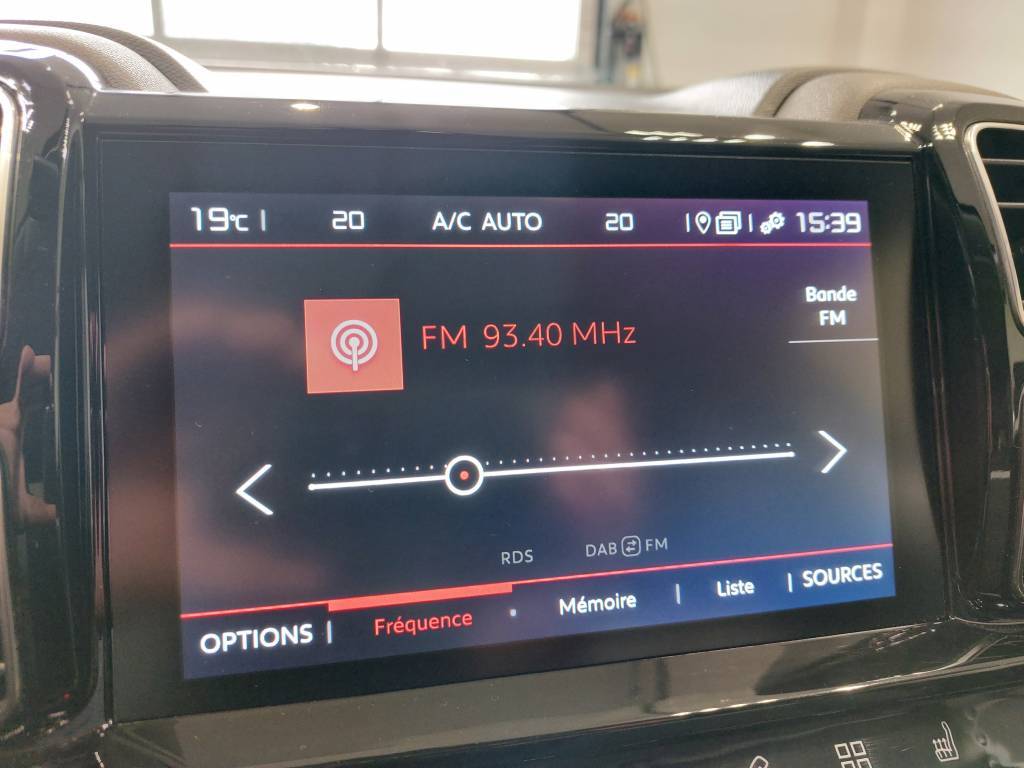 19°C 20 A/C AUTO 20 15:39
Bande
FM
FM 93.40 MHz
RDS DAB FM
OPTIONS Fréquence Mémoire Liste SOURCES